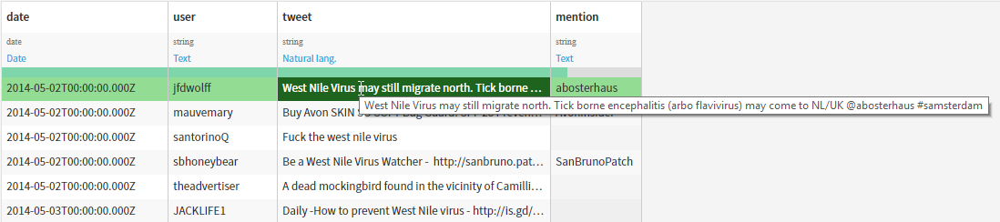 date user tweet mention
date string string string
Date Text Natural lang. Text
2014-05-02T00:00:00.000Z jfdwolff West Nile Virus may still migrate north. Tick borne ... abosterhaus
West Nile Virus may still migrate north. Tick borne encephalitis (arbo flavivirus) may come to NL/UK @abosterhaus #samsterdam
2014-05-02T00:00:00.000Z mauvemary Buy Avon SKIN
2014-05-02T00:00:00.000Z santorinoQ Fuck the west nile virus
2014-05-02T00:00:00.000Z sbhoneybear Be a West Nile Virus Watcher - http://sanbruno.pat... SanBrunoPatch
2014-05-02T00:00:00.000Z theadvertiser A dead mockingbird found in the vicinity of Camilli...
2014-05-03T00:00:00.000Z JACKLIFE1 Daily -How to prevent West Nile virus - http://is.gd/...